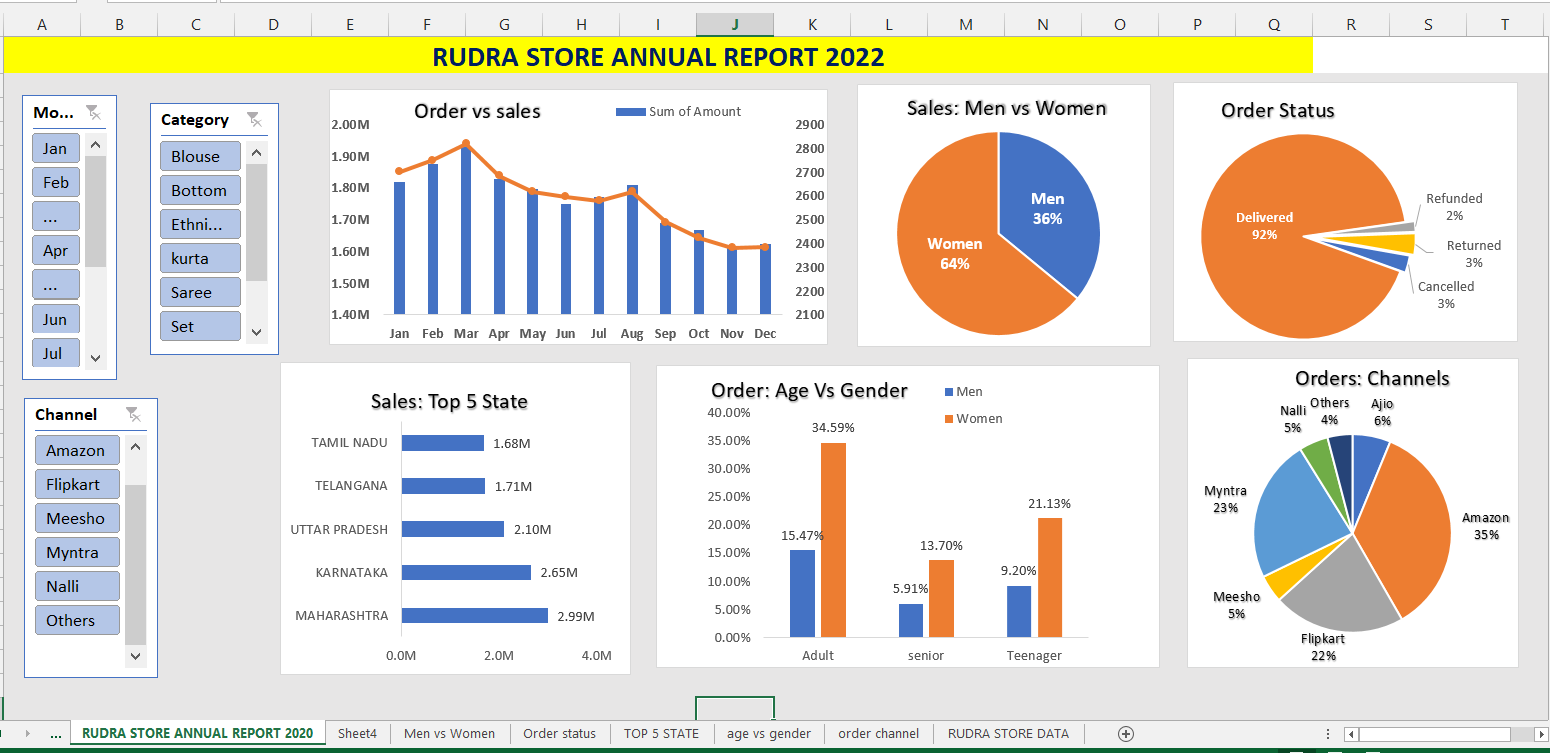 A B C D E F G H I J K L M N O P Q R S T
RUDRA STORE ANNUAL REPORT 2022
Mo...
Jan
Feb
...
Apr
...
Jun
Jul
Category
Blouse
Bottom
Ethni...
kurta
Saree
Set
Channel
Amazon
Flipkart
Meesho
Myntra
Nalli
Others
Order vs sales
Sum of Amount
2.00M
1.90M
1.80M
1.70M
1.60M
1.50M
1.40M
2900
2800
2700
2600
2500
2400
2300
2200
2100
Jan Feb Mar Apr May Jun Jul Aug Sep Oct Nov Dec
Sales: Men vs Women
Men
36%
Women
64%
Order Status
Delivered
92%
Refunded
2%
Returned
3%
Cancelled
3%
Sales: Top 5 State
TAMIL NADU 1.68M
TELANGANA 1.71M
UTTAR PRADESH 2.10M
KARNATAKA 2.65M
MAHARASHTRA 2.99M
0.0M 2.0M 4.0M
Order: Age Vs Gender
Men
Women
40.00%
35.00%
30.00%
25.00%
20.00%
15.00%
10.00%
5.00%
0.00%
15.47%
34.59%
5.91%
13.70%
9.20%
21.13%
Adult senior Teenager
Orders: Channels
Ajio
6%
Amazon
35%
Flipkart
22%
Meesho
5%
Myntra
23%
Nalli
5%
Others
4%
... RUDRA STORE ANNUAL REPORT 2020 Sheet4 Men vs Women Order status TOP 5 STATE age vs gender order channel RUDRA STORE DATA